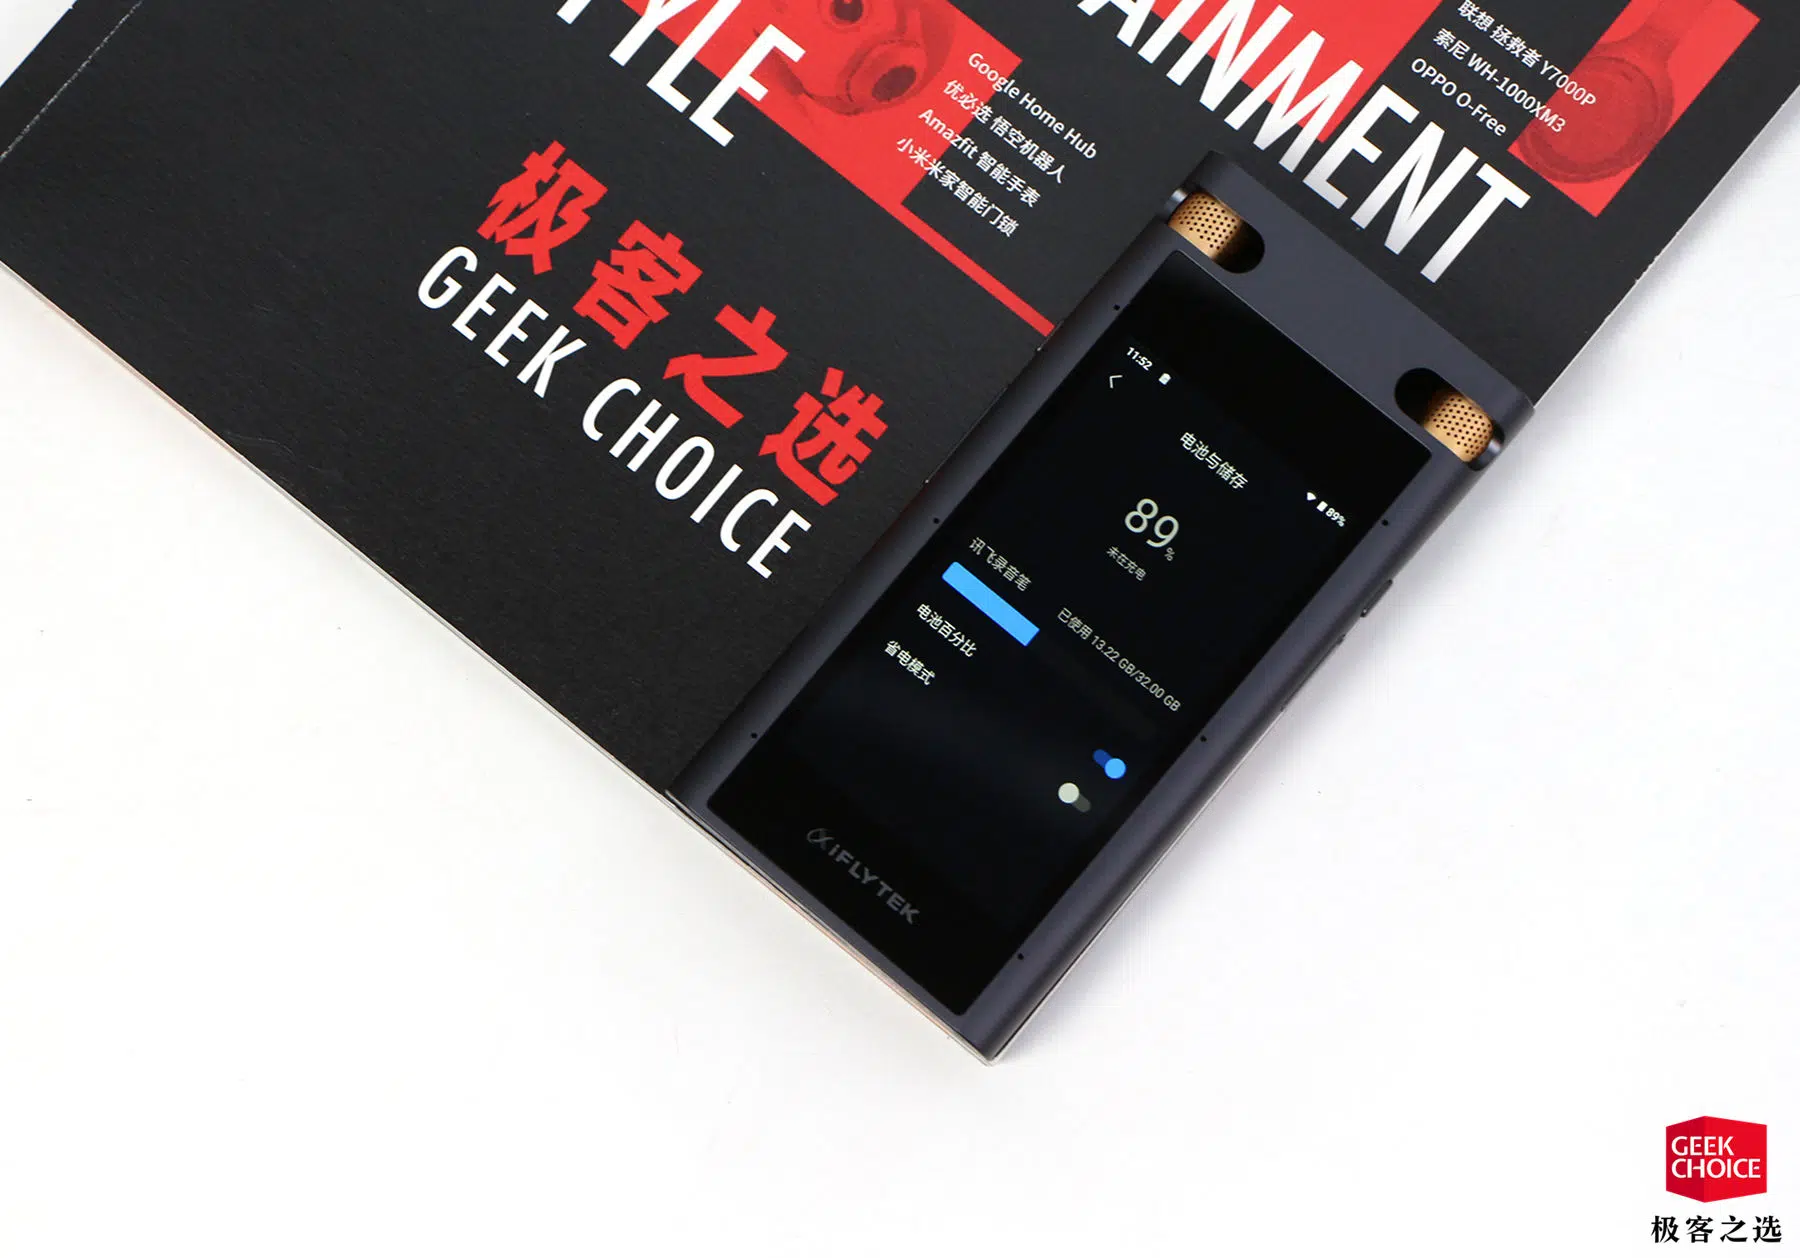 STYLE
AINMENT
Google Home Hub
优必选 悟空机器人
Amazfit 智能手表
小米米家智能门锁
联想 拯救者 Y7000P
索尼 WH-1000XM3
OPPO O-Free
极客之选
GEEK CHOICE
11:52
89%
电池与储存
89%
未在充电
讯飞录音笔
已使用 13.22 GB/32.00 GB
电池百分比
省电模式
iFLYTEK
GEEK
CHOICE
极客之选